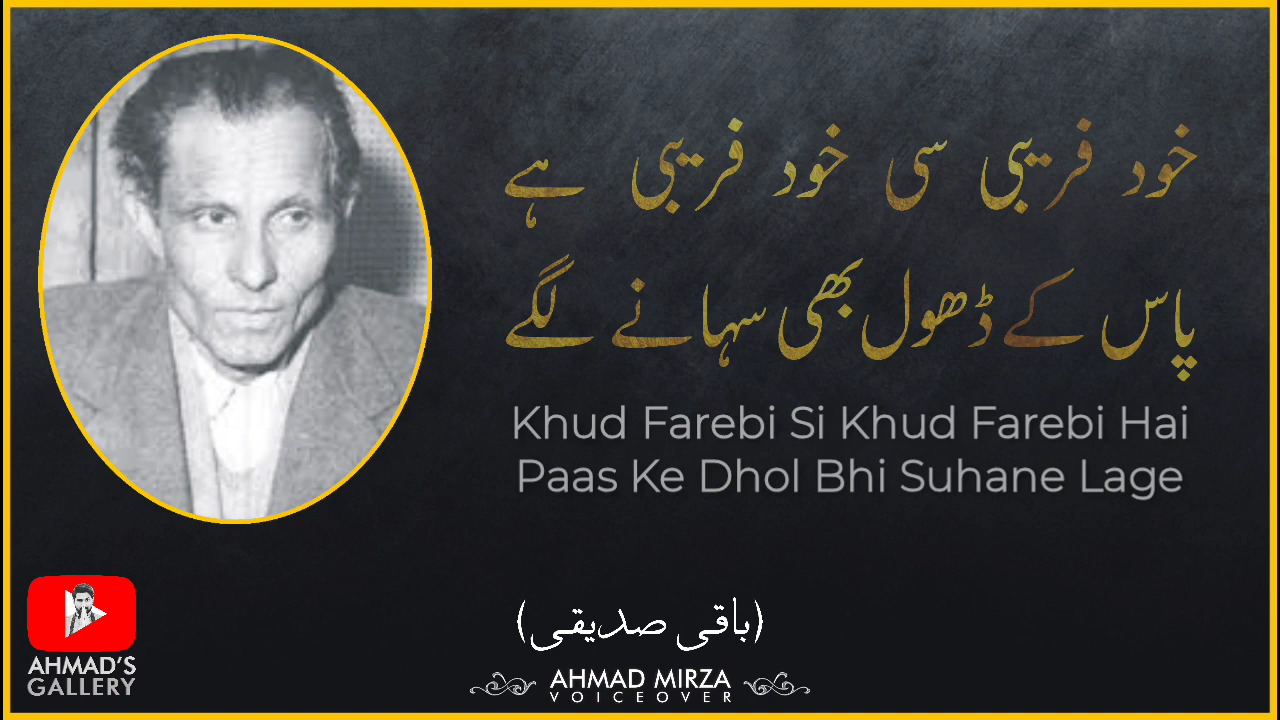 خود فریبی سی خود فریبی ہے
پاس کے ڈھول بھی سہانے لگے
Khud Farebi Si Khud Farebi Hai
Paas Ke Dhol Bhi Suhane Lage
(باقی صدیقی)
AHMAD MIRZA
VOICEOVER
AHMAD'S
GALLERY